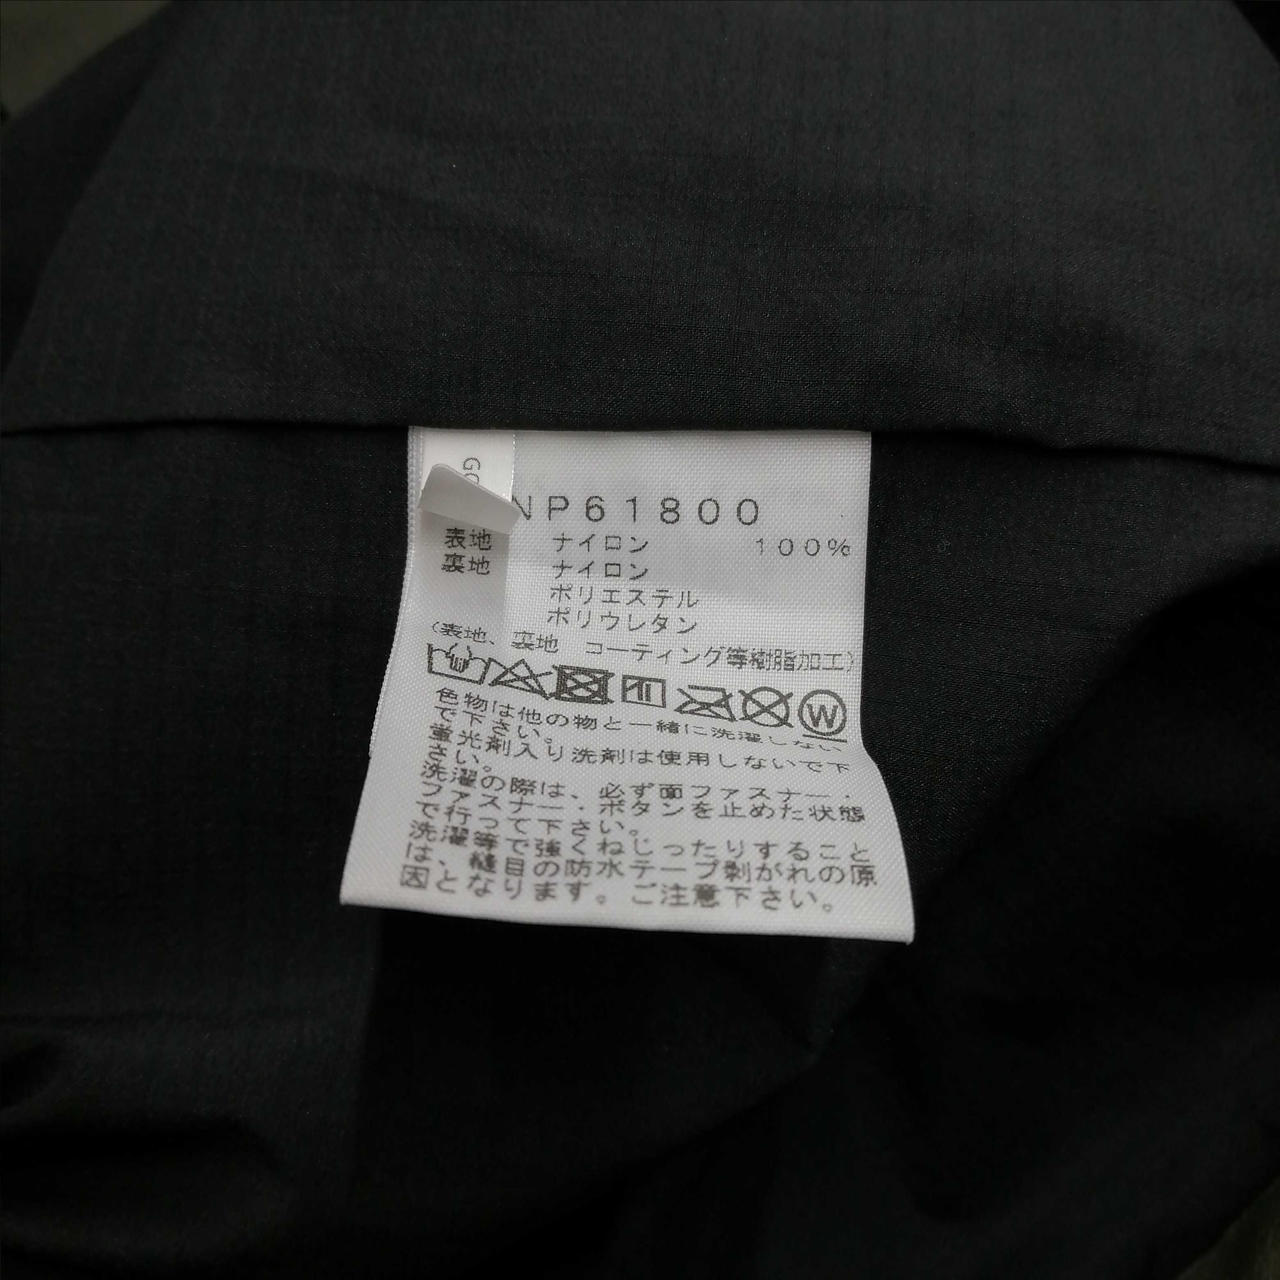 GO
NP61800
表地 ナイロン 100%
裏地 ナイロン
ポリエステル
ポリウレタン
(表地、裏地 コーティング等樹脂加工)
W
色物は他の物と一緒に洗濯しない
で下さい。
蛍光剤入り洗剤は使用しないで下
さい。
洗濯の際は、必ず面ファスナー・
ファスナー・ボタンを止めた状態
で行って下さい。
洗濯等で強くねじったりすること
は、縫目の防水テープ剥がれの原
因となります。ご注意下さい。